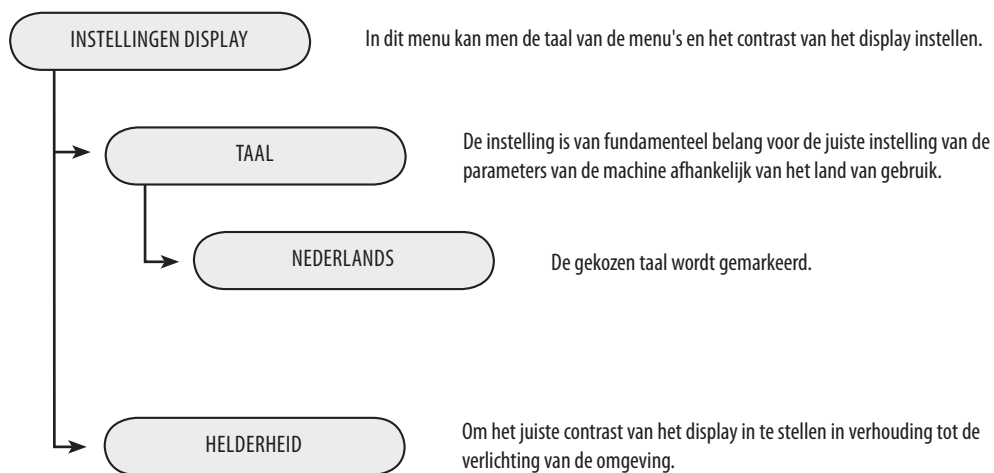 INSTELLINGEN DISPLAY
In dit menu kan men de taal van de menu's en het contrast van het display instellen.
TAAL
De instelling is van fundamenteel belang voor de juiste instelling van de
parameters van de machine afhankelijk van het land van gebruik.
NEDERLANDS
De gekozen taal wordt gemarkeerd.
HELDERHEID
Om het juiste contrast van het display in te stellen in verhouding tot de
verlichting van de omgeving.